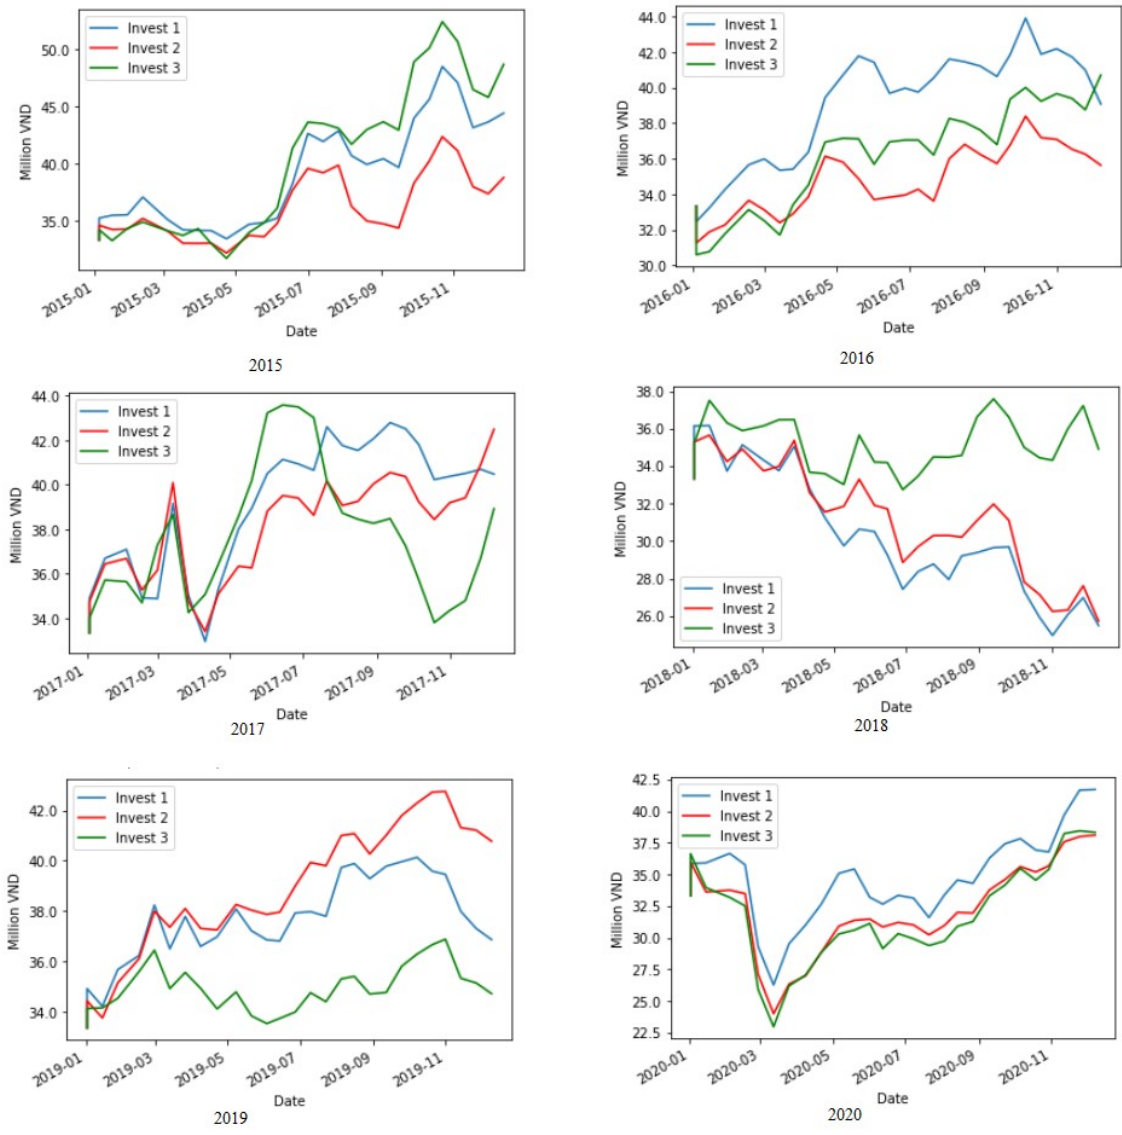 Invest 1
Invest 2
Invest 3
50.0
45.0
40.0
35.0
Million VND
2015-01
2015-03
2015-05
2015-07
2015-09
2015-11
Date
2015
44.0
42.0
40.0
38.0
36.0
34.0
32.0
30.0
Million VND
Invest 1
Invest 2
Invest 3
2016-01
2016-03
2016-05
2016-07
2016-09
2016-11
Date
2016
44.0
42.0
40.0
38.0
36.0
34.0
Million VND
Invest 1
Invest 2
Invest 3
2017-01
2017-03
2017-05
2017-07
2017-09
2017-11
Date
2017
38.0
36.0
34.0
32.0
30.0
28.0
26.0
Million VND
Invest 1
Invest 2
Invest 3
2018-01
2018-03
2018-05
2018-07
2018-09
2018-11
Date
2018
42.0
40.0
38.0
36.0
34.0
Million VND
Invest 1
Invest 2
Invest 3
2019-01
2019-03
2019-05
2019-07
2019-09
2019-11
Date
2019
42.5
40.0
37.5
35.0
32.5
30.0
27.5
25.0
22.5
Million VND
Invest 1
Invest 2
Invest 3
2020-01
2020-03
2020-05
2020-07
2020-09
2020-11
Date
2020